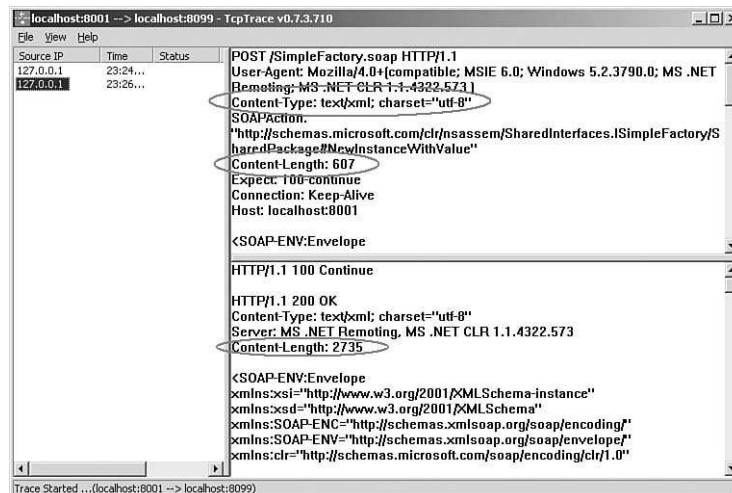 localhost:8001 --> localhost:8099 - TcpTrace v0.7.3.710
File View Help
Source IP Time Status
127.0.0.1 23:24...
127.0.0.1 23:26...
POST /SimpleFactory.soap HTTP/1.1
User-Agent: Mozilla/4.0+(compatible; MSIE 6.0; Windows 5.2.3790.0; MS .NET
Remoting; MS .NET CLR 1.1.4322.573 )
Content-Type: text/xml; charset="utf-8"
SOAPAction:
"http://schemas.microsoft.com/clr/nsassem/SharedInterfaces.ISimpleFactory/S
haredPackage#NewInstanceWithValue"
Content-Length: 607
Expect: 100-continue
Connection: Keep-Alive
Host: localhost:8001
<SOAP-ENV:Envelope
HTTP/1.1 100 Continue
HTTP/1.1 200 OK
Content-Type: text/xml; charset="utf-8"
Server: MS .NET Remoting, MS .NET CLR 1.1.4322.573
Content-Length: 2735
<SOAP-ENV:Envelope
xmlns:xsi="http://www.w3.org/2001/XMLSchema-instance"
xmlns:xsd="http://www.w3.org/2001/XMLSchema"
xmlns:SOAP-ENC="http://schemas.xmlsoap.org/soap/encoding/"
xmlns:SOAP-ENV="http://schemas.xmlsoap.org/soap/envelope/"
xmlns:clr="http://schemas.microsoft.com/soap/encoding/clr/1.0"
Trace Started ...(localhost:8001 --> localhost:8099)